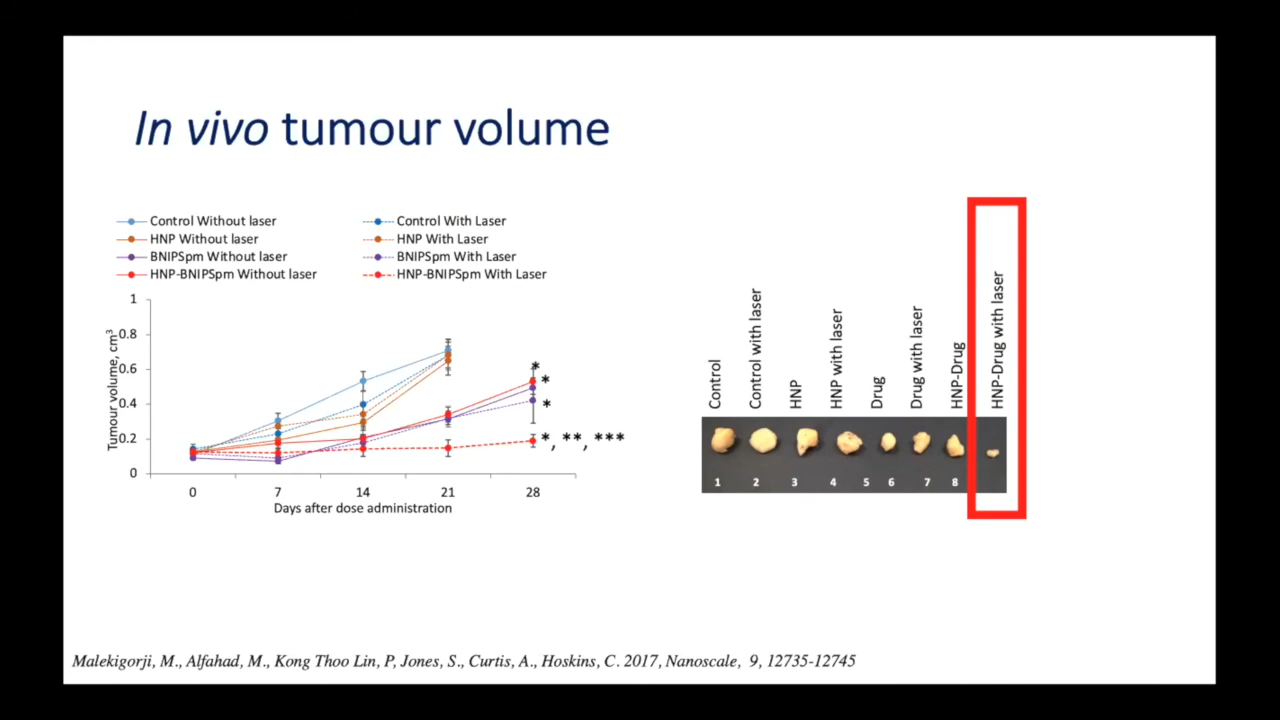 In vivo tumour volume
Control Without laser
Control With Laser
HNP Without laser
HNP With Laser
BNIPSpm Without laser
BNIPSpm With Laser
HNP-BNIPSpm Without laser
HNP-BNIPSpm With Laser
Tumour volume, cm³
1
0.8
0.6
0.4
0.2
0
*
*
*
*, **, ***
0 7 14 21 28
Days after dose administration
Control
Control with laser
HNP
HNP with laser
Drug
Drug with laser
HNP-Drug
HNP-Drug with laser
1 2 3 4 5 6 7 8
Malekigorji, M., Alfahad, M., Kong Thoo Lin, P, Jones, S., Curtis, A., Hoskins, C. 2017, Nanoscale, 9, 12735-12745